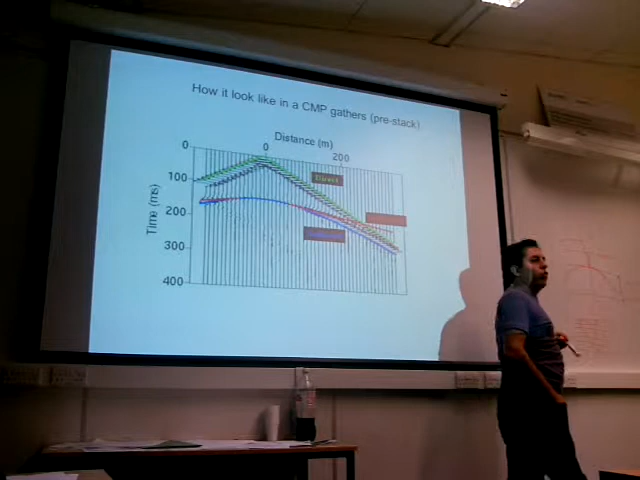 How it look like in a CMP gathers (pre-stack)
Distance (m)
0 0 200
100
200
300
400
Time (ms)
Direct